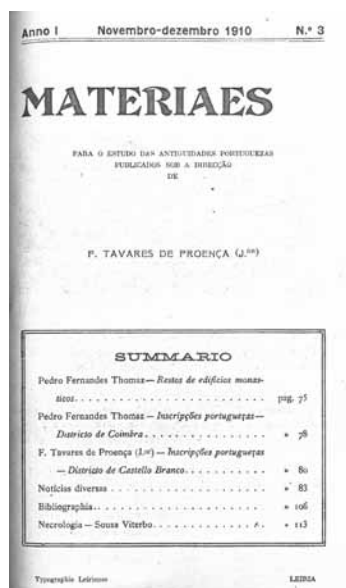 Anno I Novembro-dezembro 1910 N.º 3
MATERIAES
PARA O ESTUDO DAS ANTIGUIDADES PORTUGUEZAS
PUBLICADOS SOB A DIRECÇÃO
DE
F. TAVARES DE PROENÇA (J.ºʳ)
SUMMARIO
Pedro Fernandes Thomaz — Restos de edificios monas-
ticos. . . . . . . . . . . . . . . . . . . . . . pag. 75
Pedro Fernandes Thomaz — Inscripções portuguezas —
Districto de Coimbra . . . . . . . . . . . . . . . » 78
F. Tavares de Proença (J.ºʳ) — Inscripções portuguezas
— Districto de Castello Branco . . . . . . . . . . . » 80
Noticias diversas . . . . . . . . . . . . . . . . . » 83
Bibliographia . . . . . . . . . . . . . . . . . . . » 106
Necrologia — Sousa Viterbo . . . . . . . . . . . . » 113
Typographia Leiriense LEIRIA